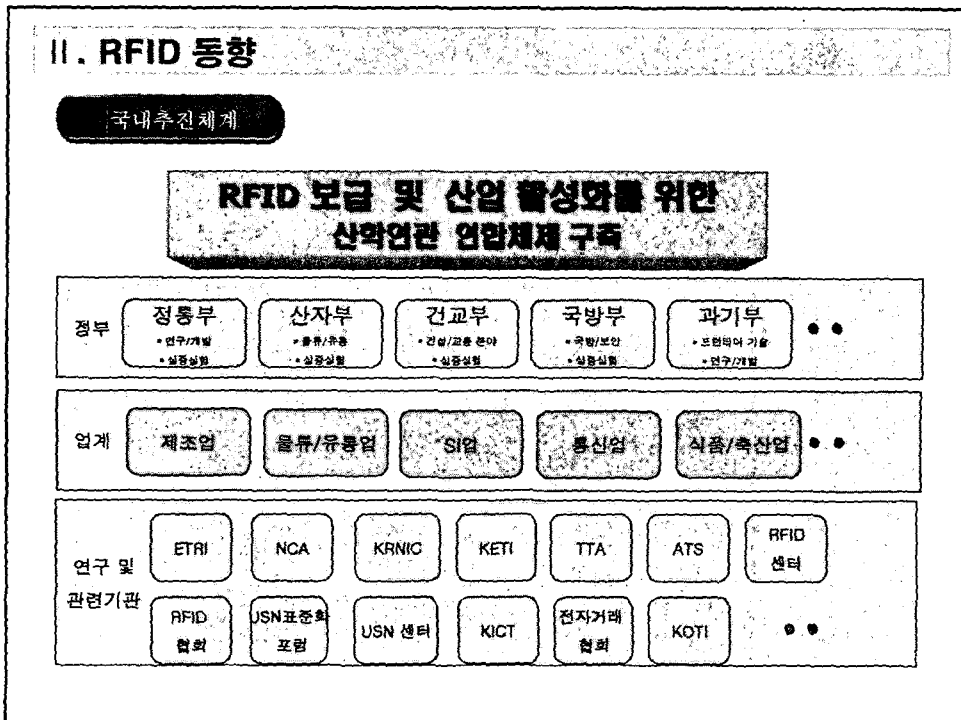 II. RFID 동향
국내추진체계
RFID 보급 및 산업 활성화를 위한
산학연관 연합체제 구축
정부
정통부
• 연구/개발
• 실증실험
산자부
• 물류/유통
• 실증실험
건교부
• 건설/교통 분야
• 실증실험
국방부
• 국방/보안
• 실증실험
과기부
• 프런티어 기술
• 연구/개발
업계
제조업
물류/유통업
SI업
통신업
식품/축산업
연구 및
관련기관
ETRI
NCA
KRNIC
KETI
TTA
ATS
RFID
센터
RFID
협회
USN표준화
포럼
USN 센터
KICT
전자거래
협회
KOTI